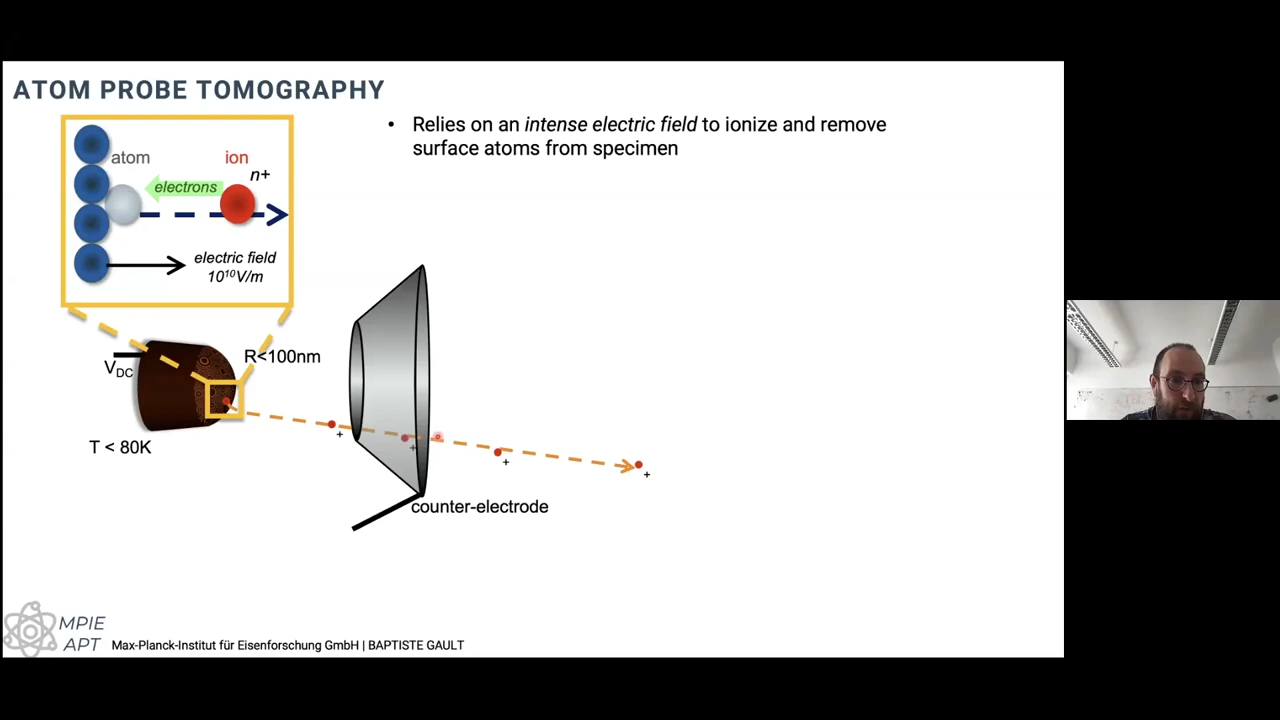 ATOM PROBE TOMOGRAPHY
• Relies on an intense electric field to ionize and remove
surface atoms from specimen
atom
ion
n+
electrons
electric field
10¹⁰V/m
R<100nm
V_DC
T < 80K
+
+
+
+
counter-electrode
MPIE
APT
Max-Planck-Institut für Eisenforschung GmbH | BAPTISTE GAULT